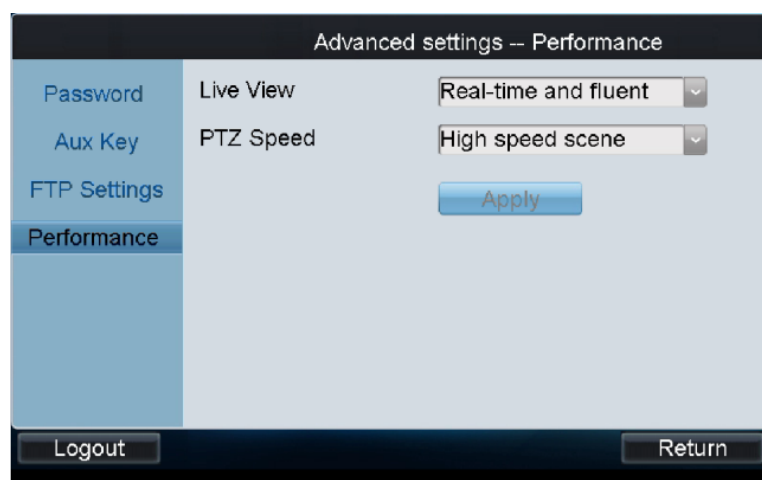 Advanced settings -- Performance
Password
Aux Key
FTP Settings
Performance
Live View Real-time and fluent
PTZ Speed High speed scene
Apply
Logout Return